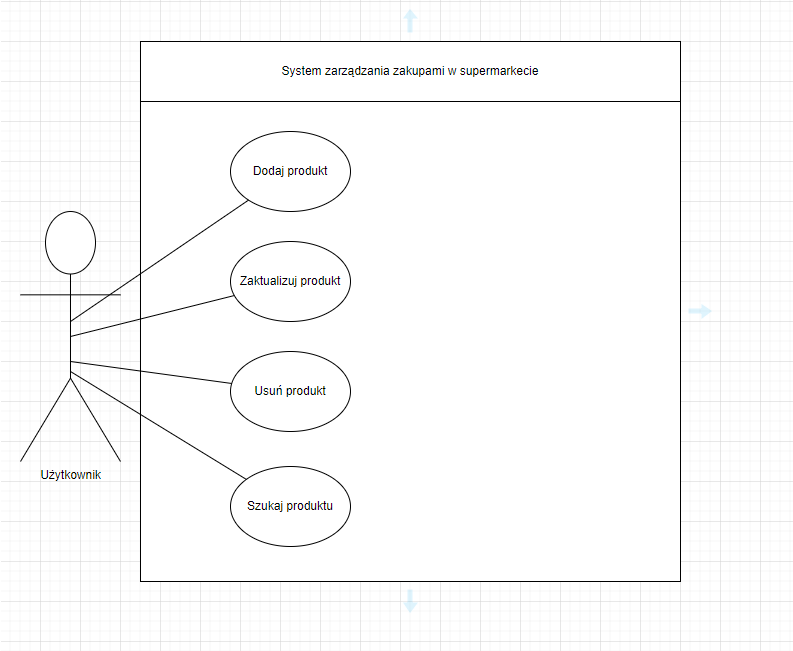 System zarządzania zakupami w supermarkecie
Dodaj produkt
Zaktualizuj produkt
Usuń produkt
Użytkownik
Szukaj produktu